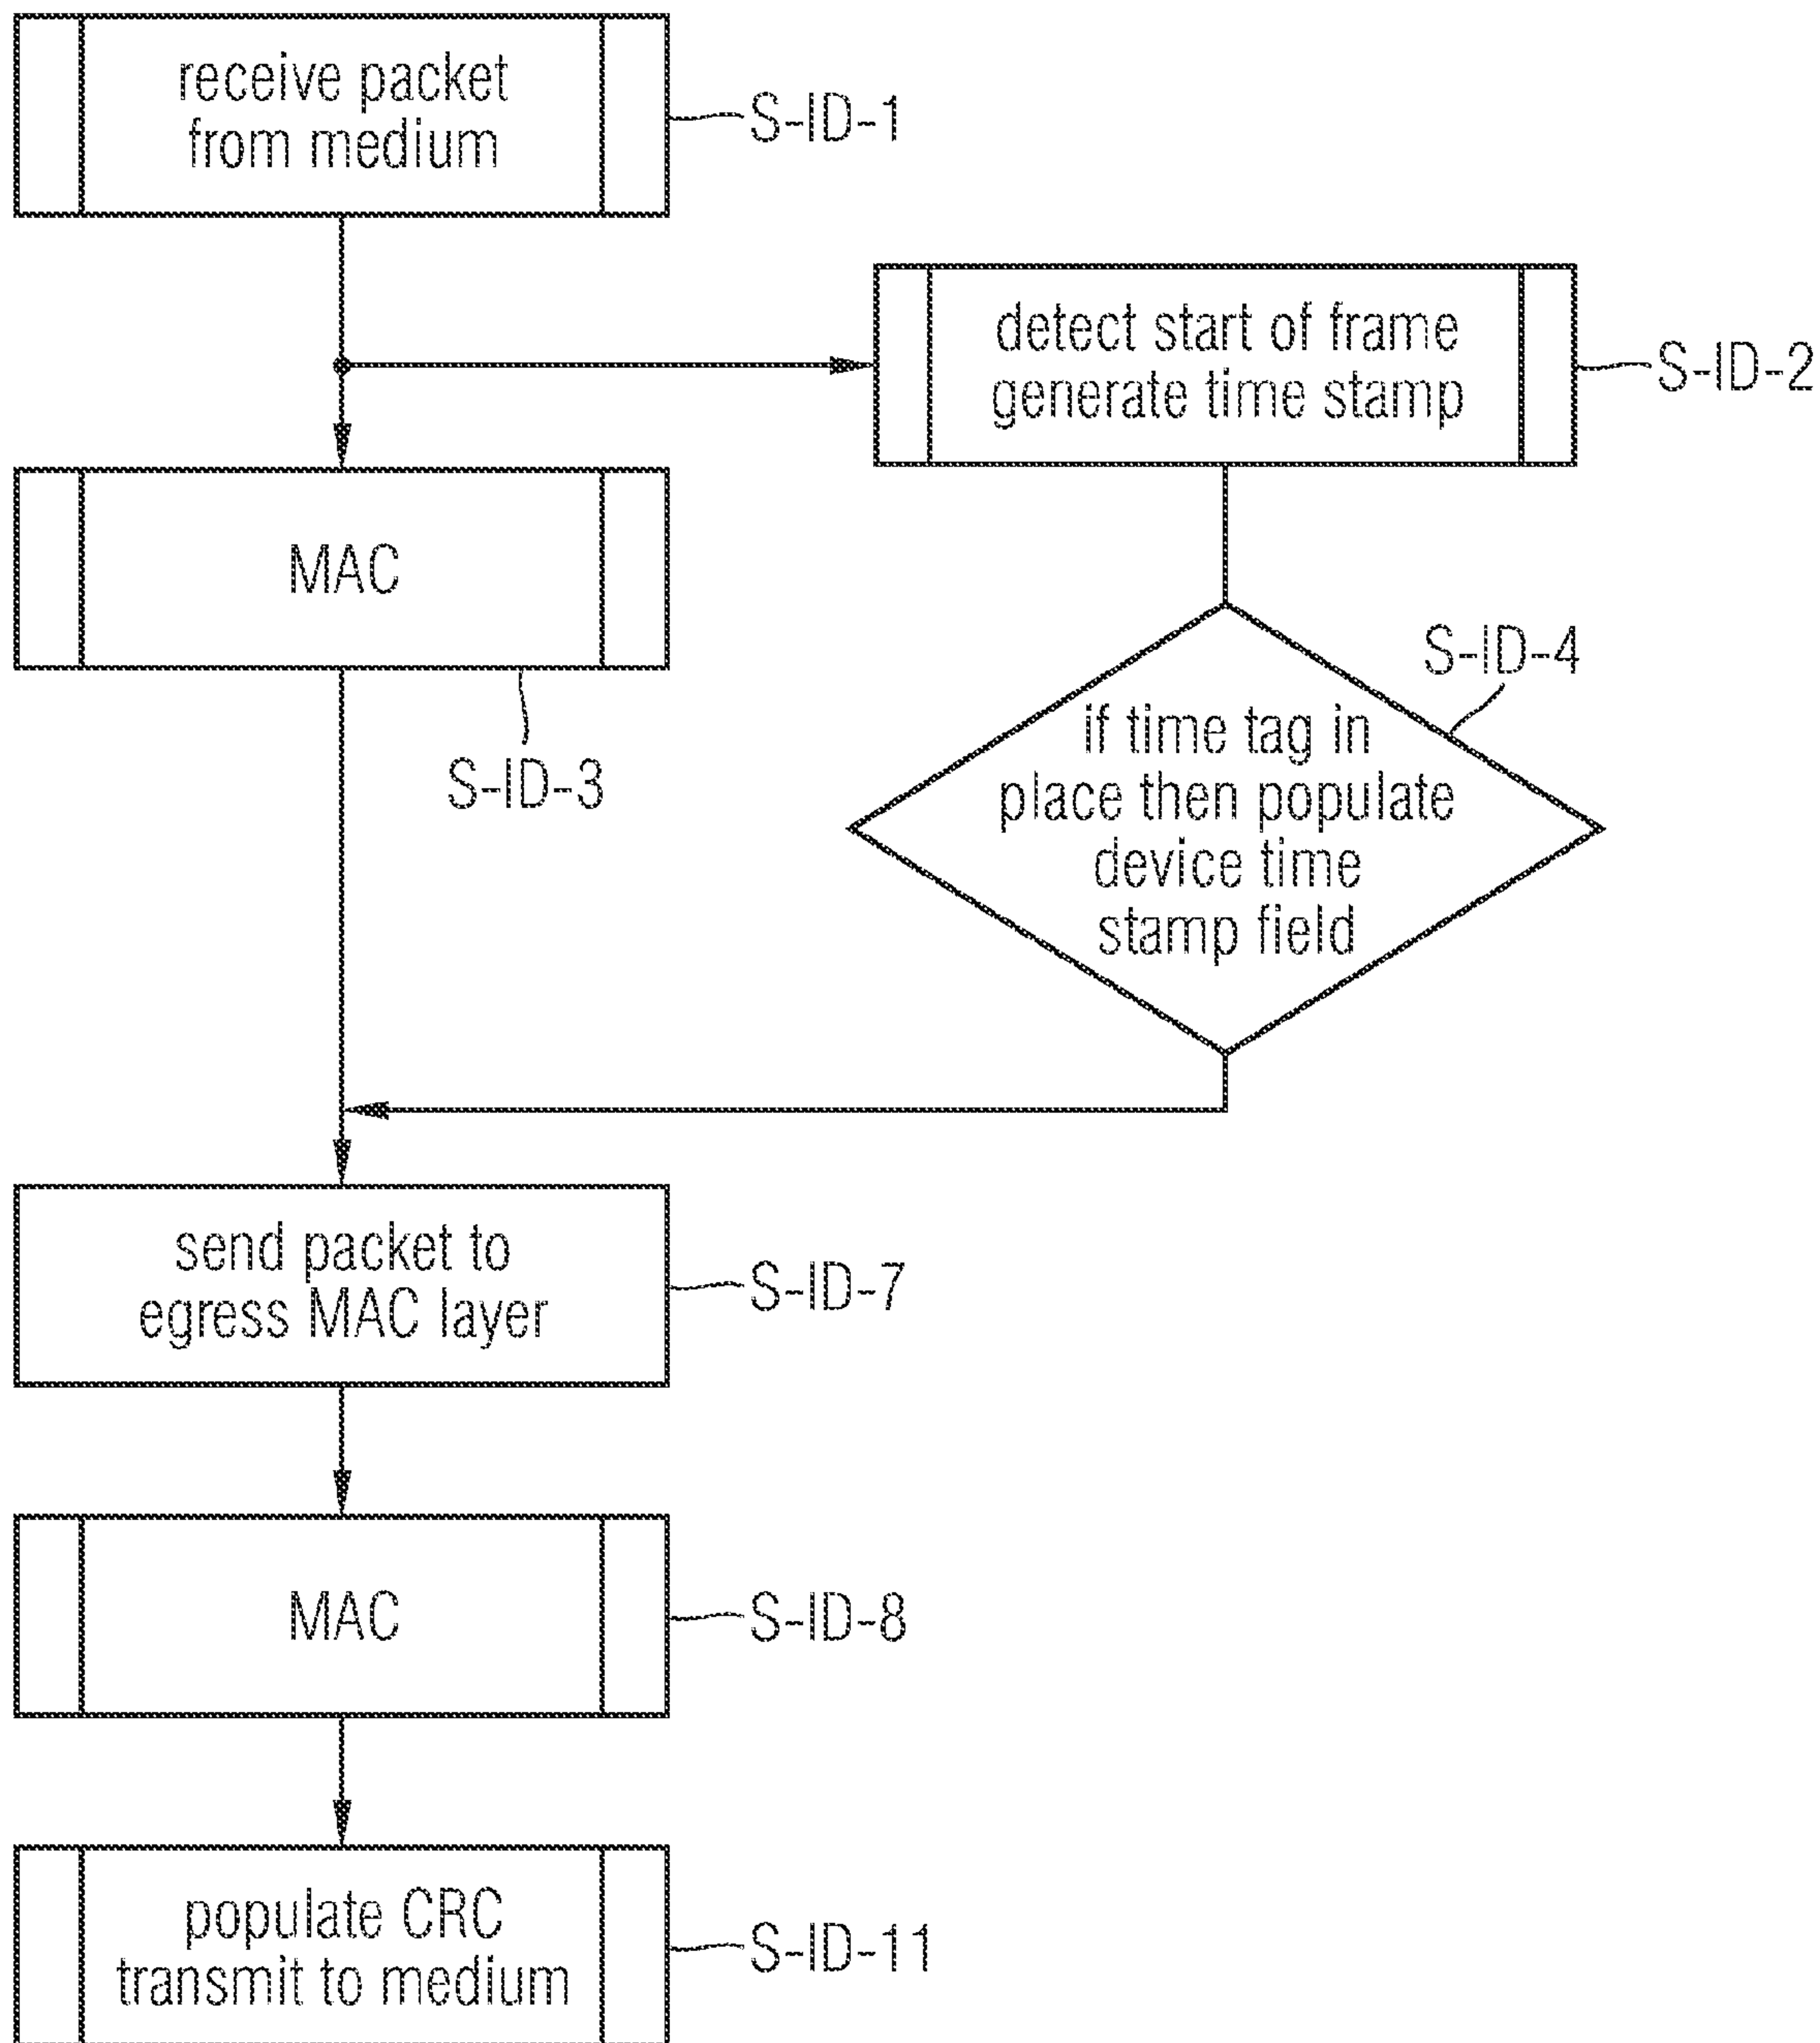 receive packet
from medium
S-ID-1
detect start of frame
generate time stamp
S-ID-2
MAC
S-ID-3
S-ID-4
if time tag in
place then populate
device time
stamp field
send packet to
egress MAC layer
S-ID-7
MAC
S-ID-8
populate CRC
transmit to medium
S-ID-11